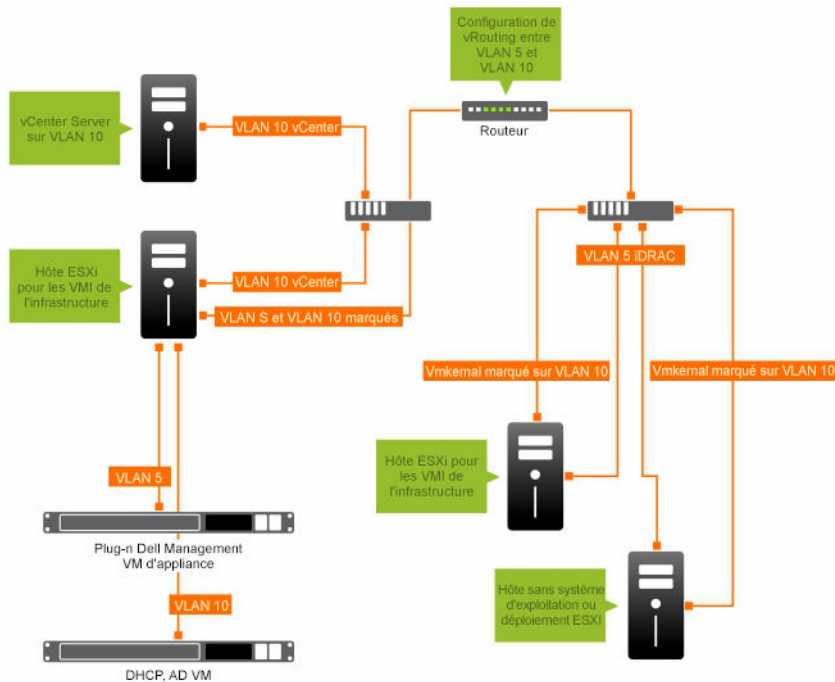 Configuration de
vRouting entre
VLAN 5 et
VLAN 10
vCenter Server
sur VLAN 10
VLAN 10 vCenter
Routeur
Hôte ESXi
pour les VMI de
l'infrastructure
VLAN 10 vCenter
VLAN S et VLAN 10 marqués
VLAN 5 iDRAC
Vmkernal marqué sur VLAN 10
Vmkernal marqué sur VLAN 10
Hôte ESXi pour
les VMI de
l'infrastructure
VLAN 5
Plug-n Dell Management
VM d'appliance
VLAN 10
Hôte sans système
d'exploitation ou
déploiement ESXI
DHCP, AD VM